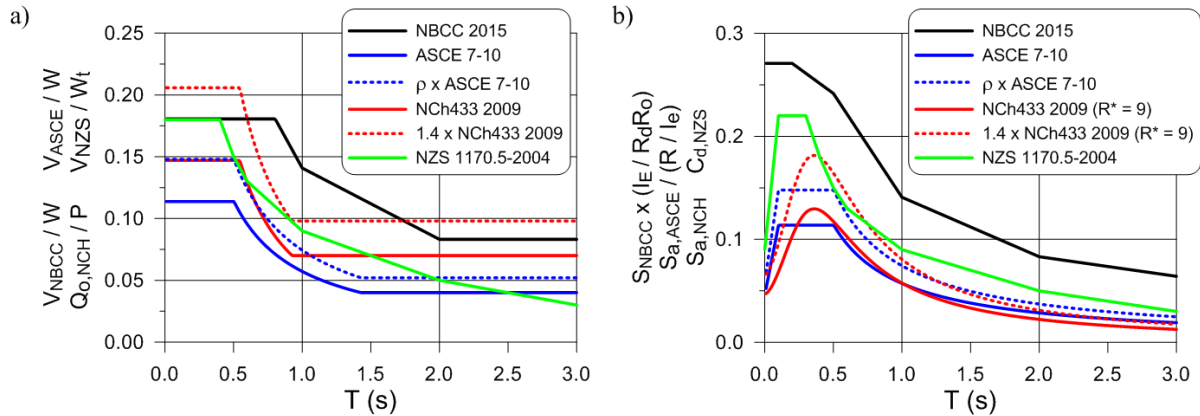 a)
V_ASCE / W
V_NZS / W_t
V_NBCC / W
Q_o,NCH / P
0.25
0.20
0.15
0.10
0.05
0.00
0.0 0.5 1.0 1.5 2.0 2.5 3.0
T (s)
NBCC 2015
ASCE 7-10
ρ x ASCE 7-10
NCh433 2009
1.4 x NCh433 2009
NZS 1170.5-2004
b)
S_NBCC x (I_E / R_dR_o)
S_a,ASCE / (R / I_e)
S_a,NCH C_d,NZS
0.3
0.2
0.1
0.0
0.0 0.5 1.0 1.5 2.0 2.5 3.0
T (s)
NBCC 2015
ASCE 7-10
ρ x ASCE 7-10
NCh433 2009 (R* = 9)
1.4 x NCh433 2009 (R* = 9)
NZS 1170.5-2004